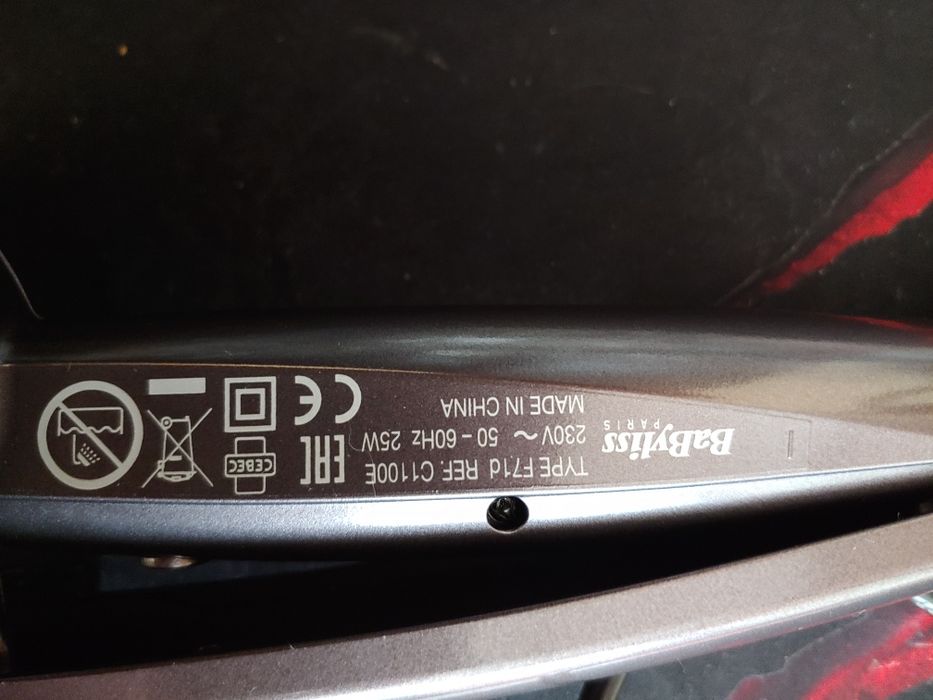 BaByliss
PARIS
TYPE F71d REF. C1100E
230V ~ 50 - 60Hz 25W
MADE IN CHINA
EAC
CE
CEBEC